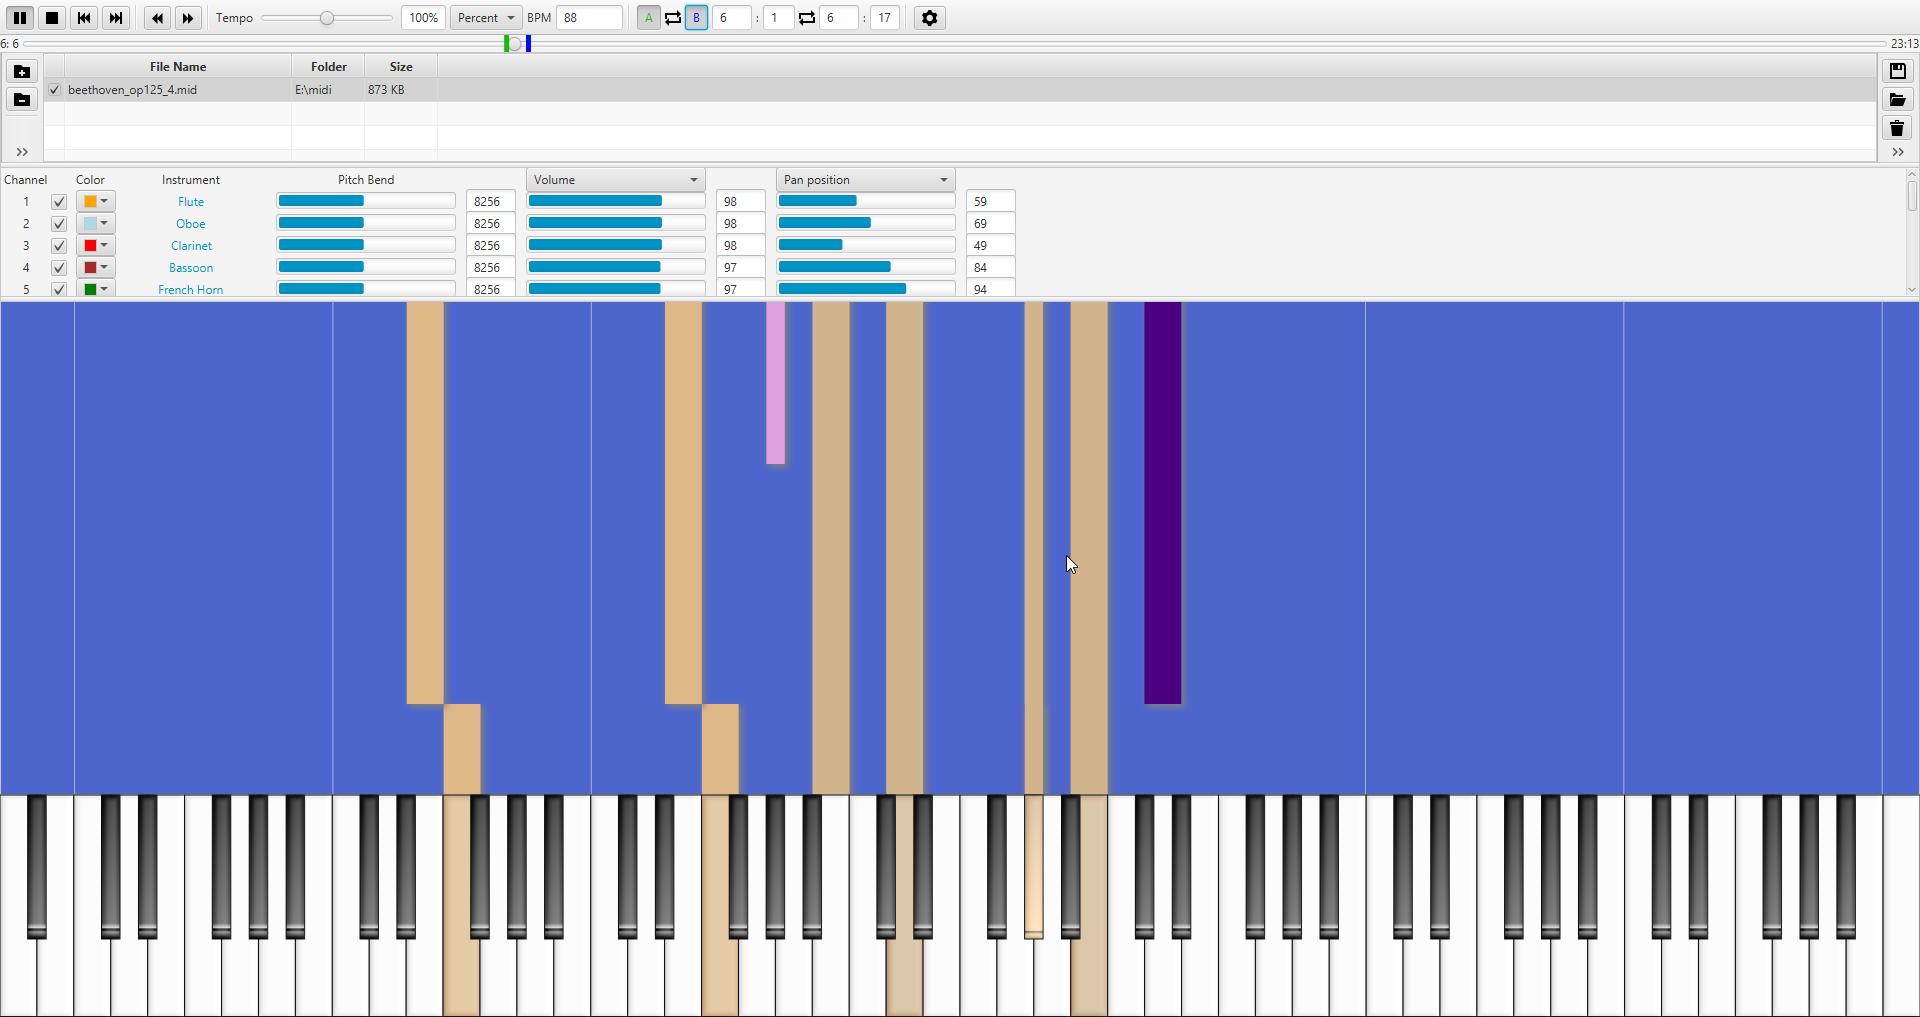 Tempo 100% Percent BPM 88 A B 6 : 1 6 : 17
6: 6 23:13
File Name Folder Size
beethoven_op125_4.mid E:\midi 873 KB
Channel Color Instrument Pitch Bend Volume Pan position
1 Flute 8256 98 59
2 Oboe 8256 98 69
3 Clarinet 8256 98 49
4 Bassoon 8256 97 84
5 French Horn 8256 97 94